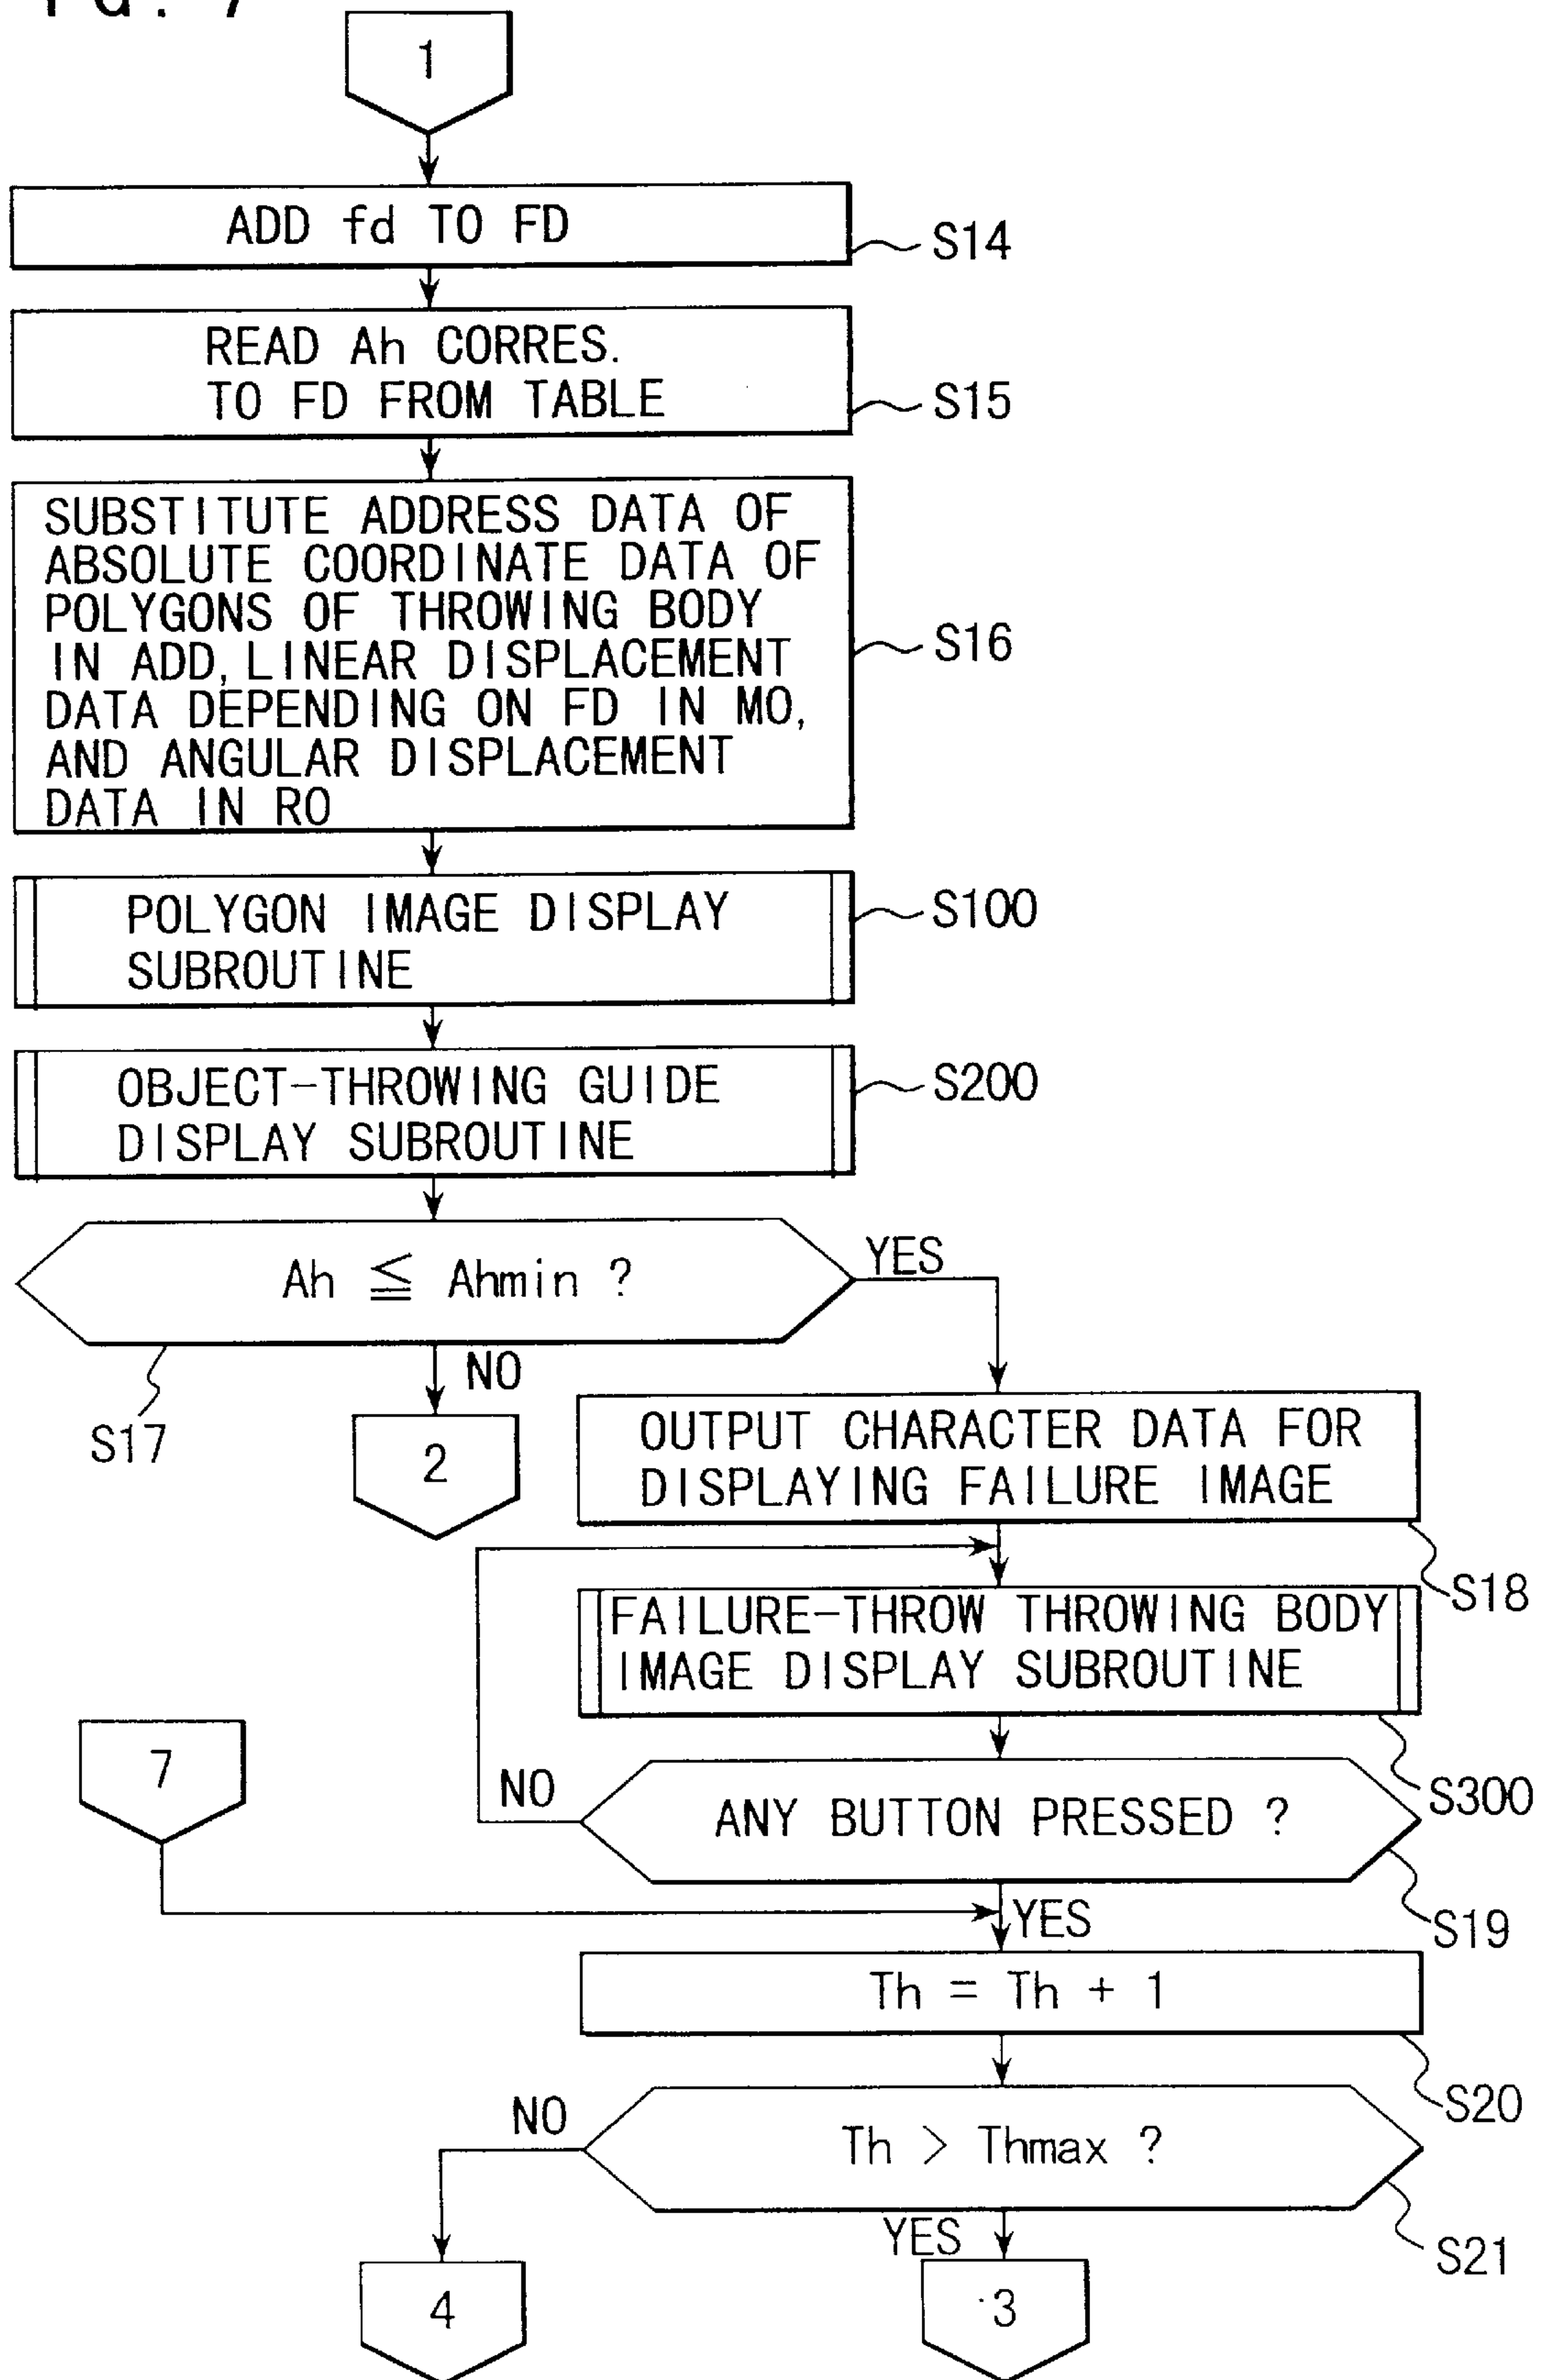 1
ADD fd TO FD
S14
READ Ah CORRES.
TO FD FROM TABLE
S15
SUBSTITUTE ADDRESS DATA OF
ABSOLUTE COORDINATE DATA OF
POLYGONS OF THROWING BODY
IN ADD, LINEAR DISPLACEMENT
DATA DEPENDING ON FD IN MO,
AND ANGULAR DISPLACEMENT
DATA IN RO
S16
POLYGON IMAGE DISPLAY
SUBROUTINE
S100
OBJECT-THROWING GUIDE
DISPLAY SUBROUTINE
S200
Ah ≦ Ahmin ?
YES
NO
S17
2
OUTPUT CHARACTER DATA FOR
DISPLAYING FAILURE IMAGE
S18
FAILURE-THROW THROWING BODY
IMAGE DISPLAY SUBROUTINE
S300
7
NO
ANY BUTTON PRESSED ?
S19
YES
Th = Th + 1
S20
NO
Th > Thmax ?
YES
S21
4
3